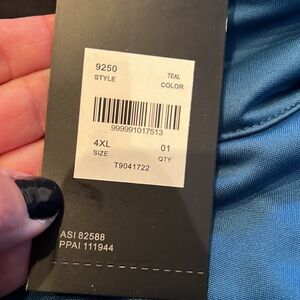 9250 TEAL
STYLE COLOR
999991017513
4XL 01
SIZE QTY
T9041722
ASI 82588
PPAI 111944